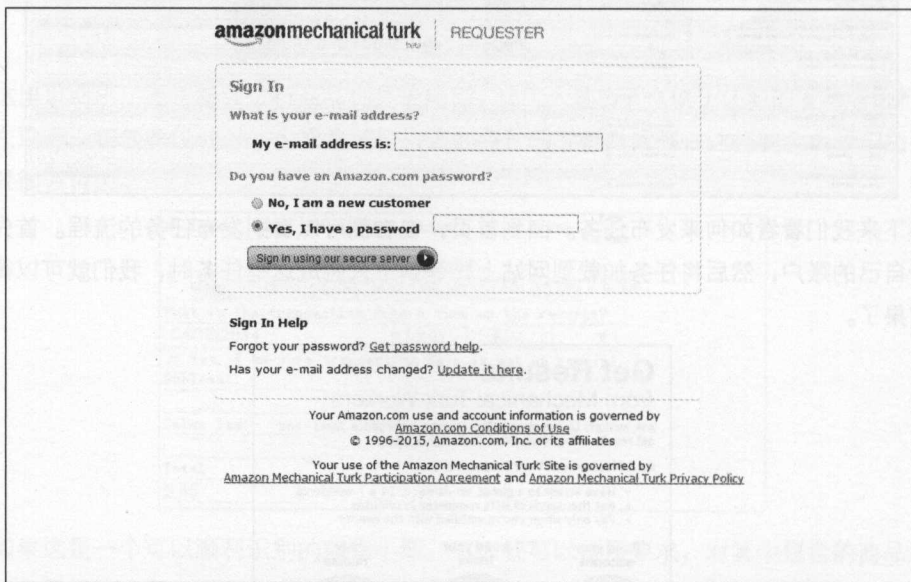 amazonmechanical turk
beta
REQUESTER
Sign In
What is your e-mail address?
My e-mail address is:
Do you have an Amazon.com password?
No, I am a new customer
Yes, I have a password
Sign in using our secure server
Sign In Help
Forgot your password? Get password help.
Has your e-mail address changed? Update it here.
Your Amazon.com use and account information is governed by
Amazon.com Conditions of Use
© 1996-2015, Amazon.com, Inc. or its affiliates
Your use of the Amazon Mechanical Turk Site is governed by
Amazon Mechanical Turk Participation Agreement and Amazon Mechanical Turk Privacy Policy